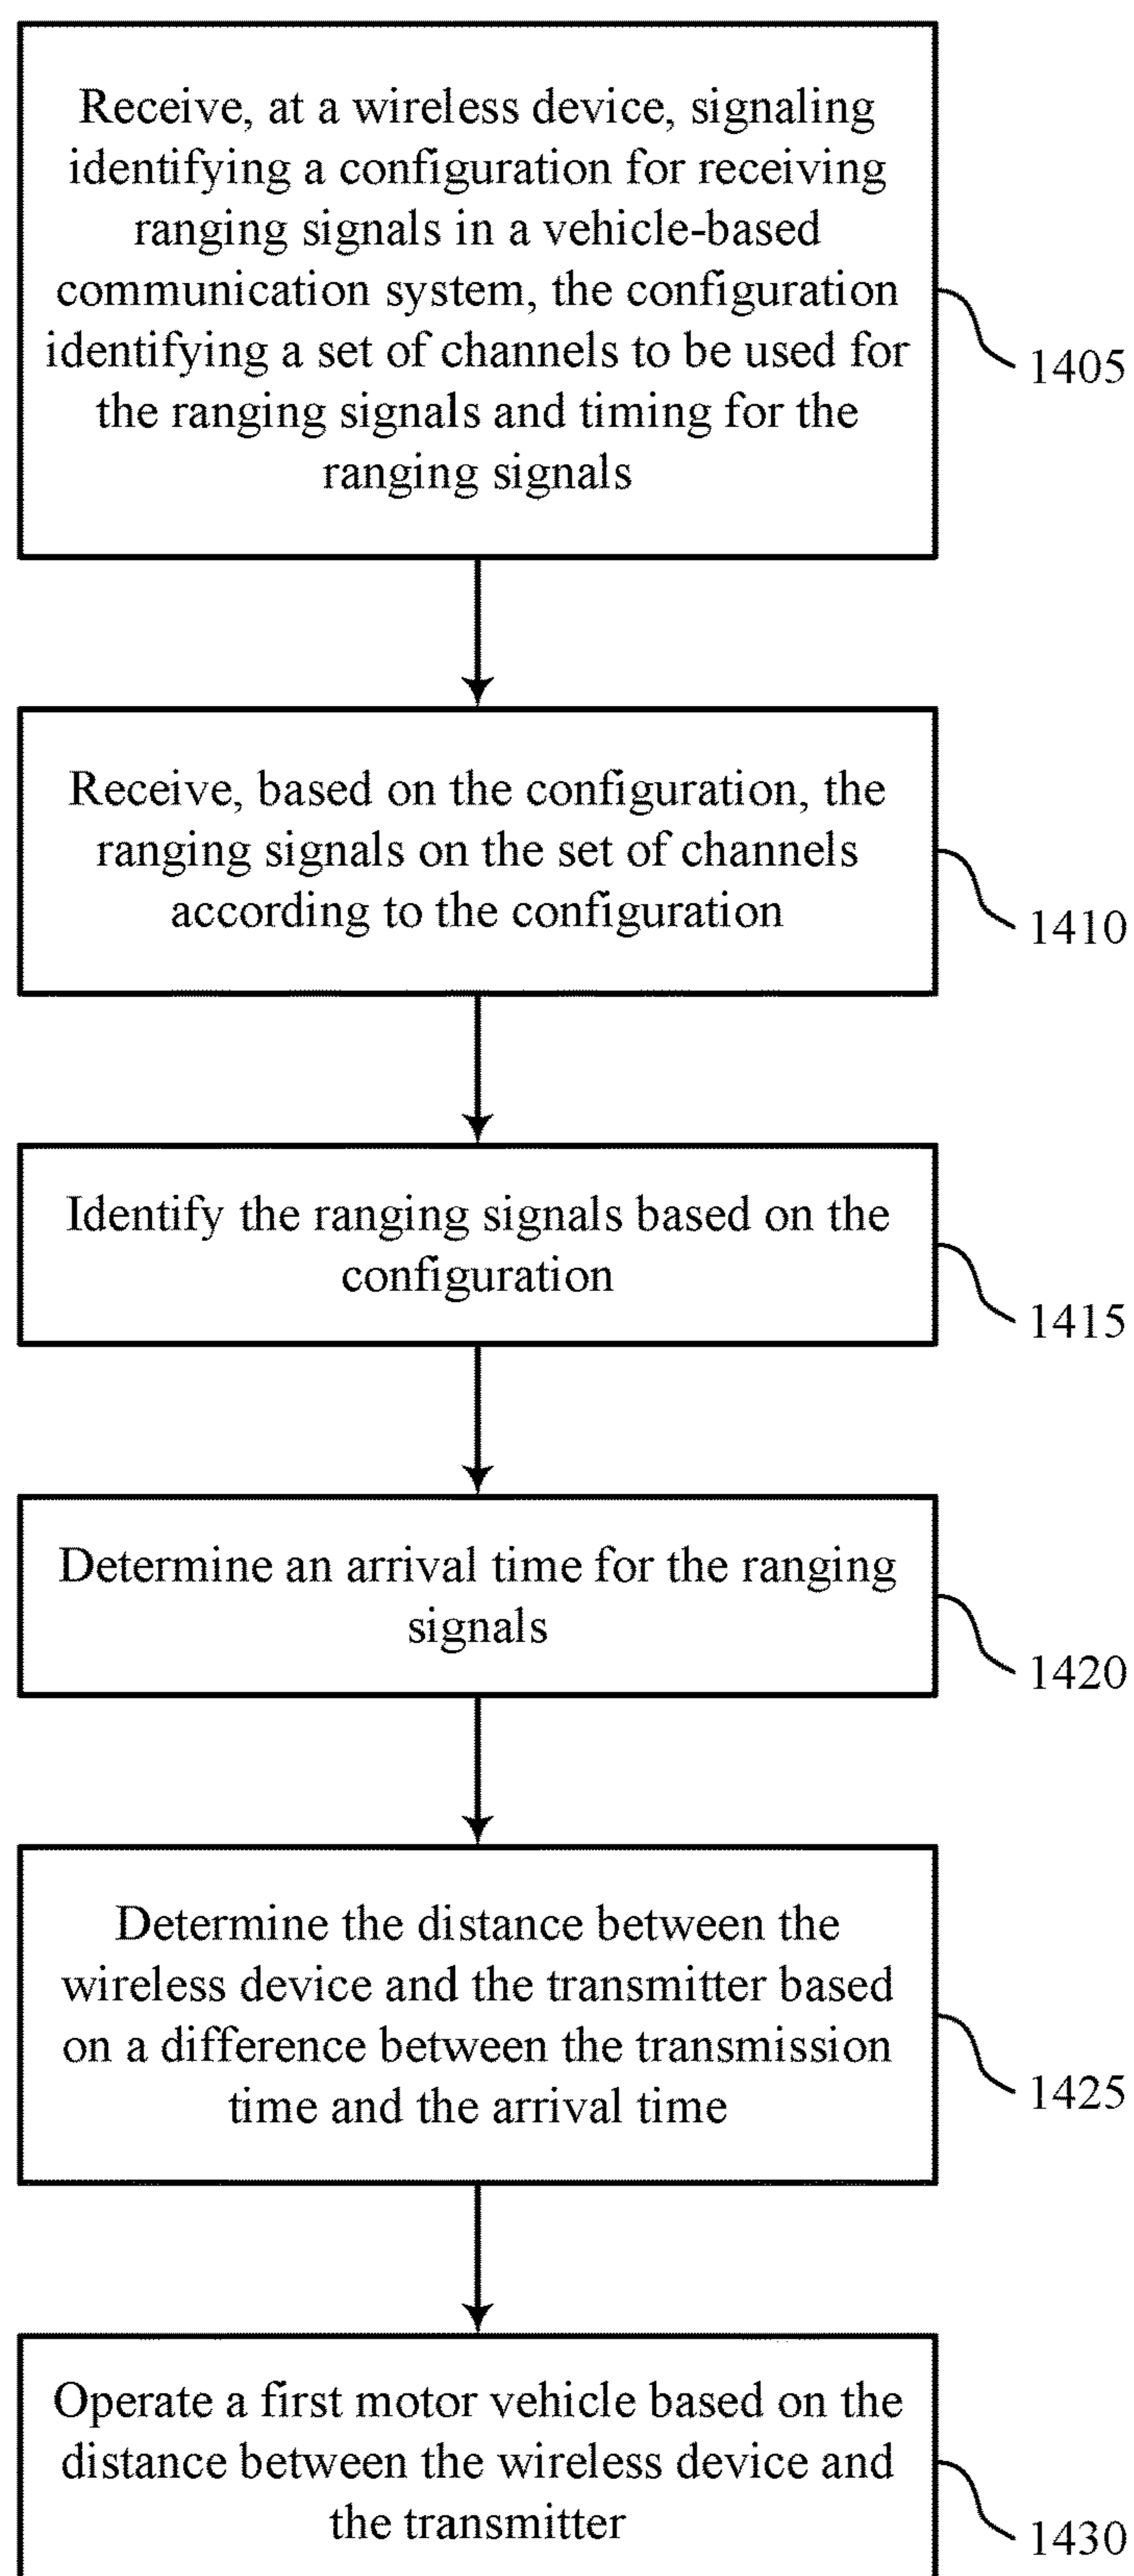 Receive, at a wireless device, signaling
identifying a configuration for receiving
ranging signals in a vehicle-based
communication system, the configuration
identifying a set of channels to be used for
the ranging signals and timing for the
ranging signals
1405
Receive, based on the configuration, the
ranging signals on the set of channels
according to the configuration
1410
Identify the ranging signals based on the
configuration
1415
Determine an arrival time for the ranging
signals
1420
Determine the distance between the
wireless device and the transmitter based
on a difference between the transmission
time and the arrival time
1425
Operate a first motor vehicle based on the
distance between the wireless device and
the transmitter
1430